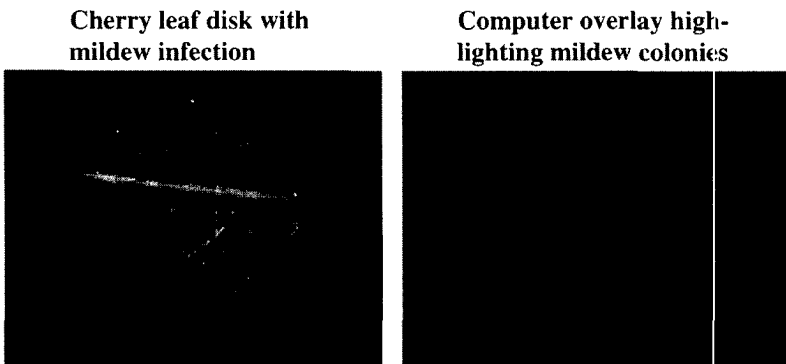 Cherry leaf disk with
mildew infection
Computer overlay high-
lighting mildew colonies